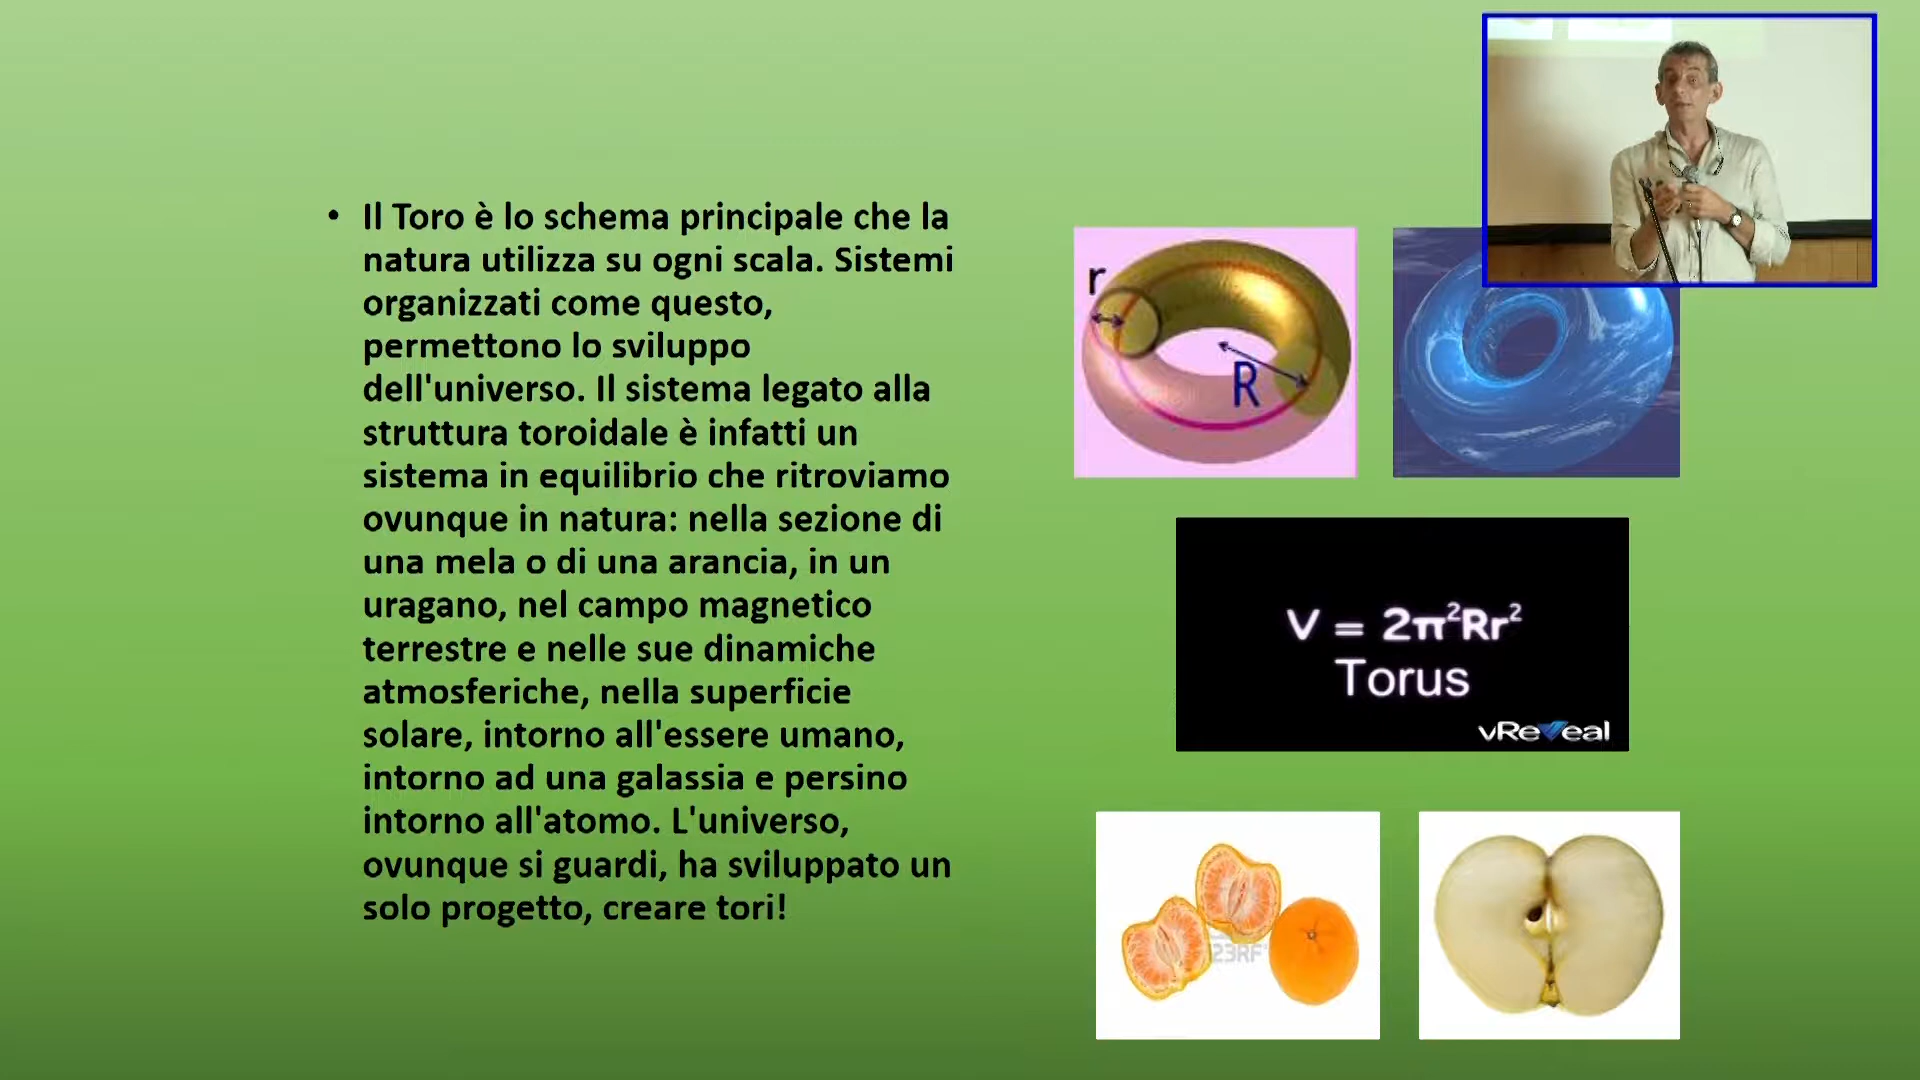 • Il Toro è lo schema principale che la
natura utilizza su ogni scala. Sistemi
organizzati come questo,
permettono lo sviluppo
dell'universo. Il sistema legato alla
struttura toroidale è infatti un
sistema in equilibrio che ritroviamo
ovunque in natura: nella sezione di
una mela o di una arancia, in un
uragano, nel campo magnetico
terrestre e nelle sue dinamiche
atmosferiche, nella superficie
solare, intorno all'essere umano,
intorno ad una galassia e persino
intorno all'atomo. L'universo,
ovunque si guardi, ha sviluppato un
solo progetto, creare tori!
r
R
V = 2π²Rr²
Torus
vReveal
23RF